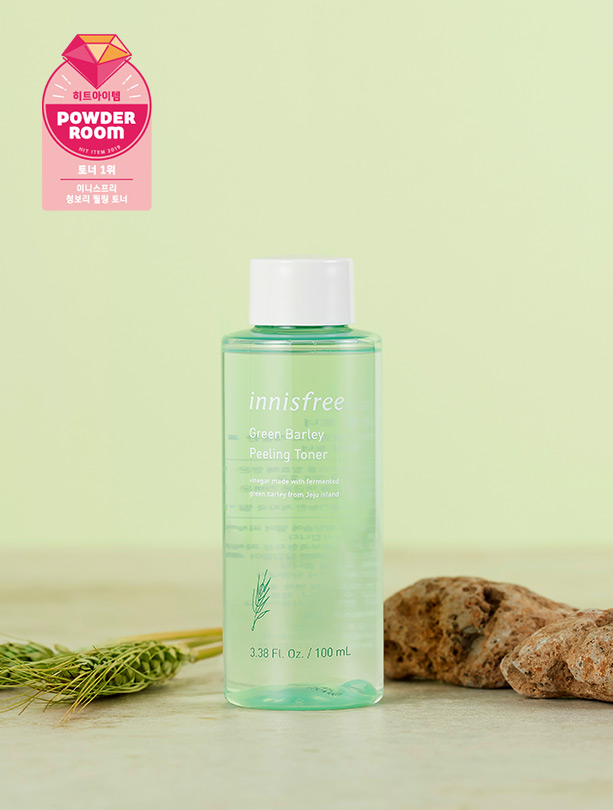 히트아이템
POWDER
ROOM
HIT ITEM 2019
토너 1위
이니스프리
청보리 필링 토너
innisfree
Green Barley
Peeling Toner
vinegar made with fermented
green barley from Jeju island
3.38 Fl. Oz. / 100 mL